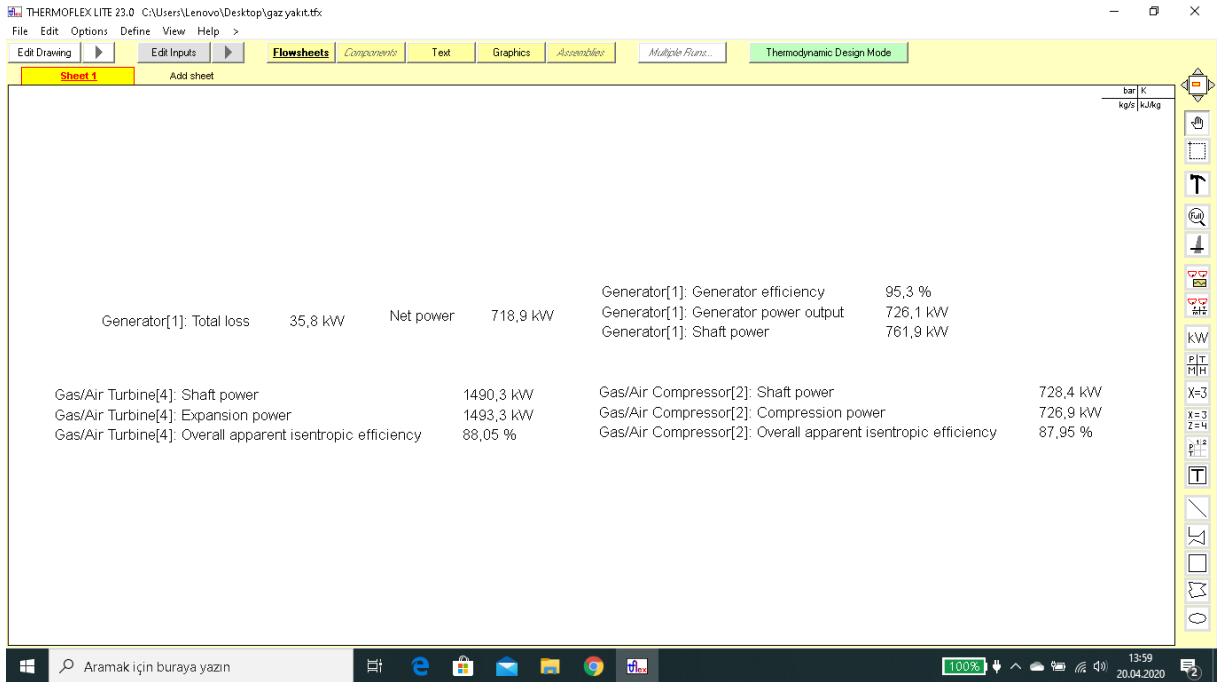 THERMOFLEX LITE 23.0 C:\Users\Lenovo\Desktop\gaz yakıt.tfx
File Edit Options Define View Help >
Edit Drawing Edit Inputs Flowsheets Components Text Graphics Assemblies Multiple Runs... Thermodynamic Design Mode
Sheet 1 Add sheet
bar K
kg/s kJ/kg
Generator[1]: Generator efficiency 95,3 %
Generator[1]: Total loss 35,8 kW Net power 718,9 kW Generator[1]: Generator power output 726,1 kW
Generator[1]: Shaft power 761,9 kW
Gas/Air Turbine[4]: Shaft power 1490,3 kW Gas/Air Compressor[2]: Shaft power 728,4 kW
Gas/Air Turbine[4]: Expansion power 1493,3 kW Gas/Air Compressor[2]: Compression power 726,9 kW
Gas/Air Turbine[4]: Overall apparent isentropic efficiency 88,05 % Gas/Air Compressor[2]: Overall apparent isentropic efficiency 87,95 %
Full
kW
P T
M H
X=3
X=3
Z=4
T
Aramak için buraya yazın
100%
13:59
20.04.2020
2